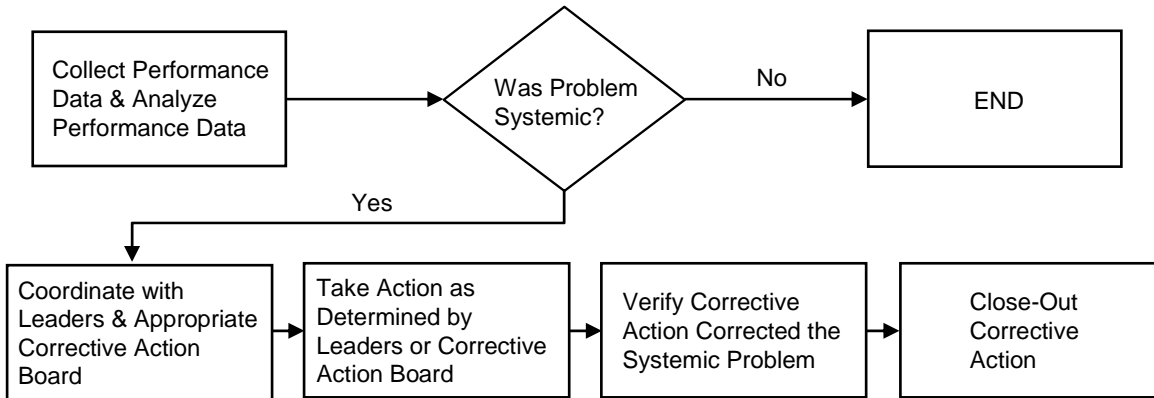 Collect Performance
Data & Analyze
Performance Data
Was Problem
Systemic?
No
END
Yes
Coordinate with
Leaders & Appropriate
Corrective Action
Board
Take Action as
Determined by
Leaders or Corrective
Action Board
Verify Corrective
Action Corrected the
Systemic Problem
Close-Out
Corrective
Action